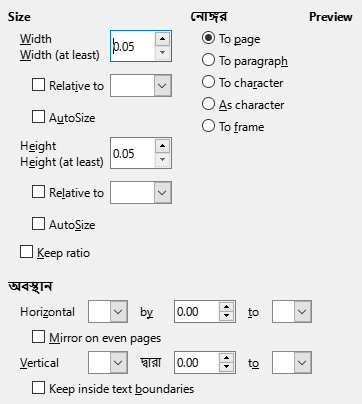 Size
Width
Width (at least)
0.05
Relative to
AutoSize
Height
Height (at least)
0.05
Relative to
AutoSize
Keep ratio
নোঙ্গর
To page
To paragraph
To character
As character
To frame
Preview
অবস্থান
Horizontal by 0.00 to
Mirror on even pages
Vertical দ্বারা 0.00 to
Keep inside text boundaries